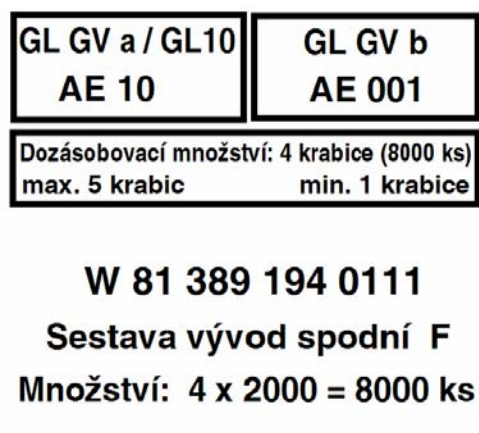 GL GV a / GL10
AE 10
GL GV b
AE 001
Dozásobovací množství: 4 krabice (8000 ks)
max. 5 krabic min. 1 krabice
W 81 389 194 0111
Sestava vývod spodní F
Množství: 4 x 2000 = 8000 ks